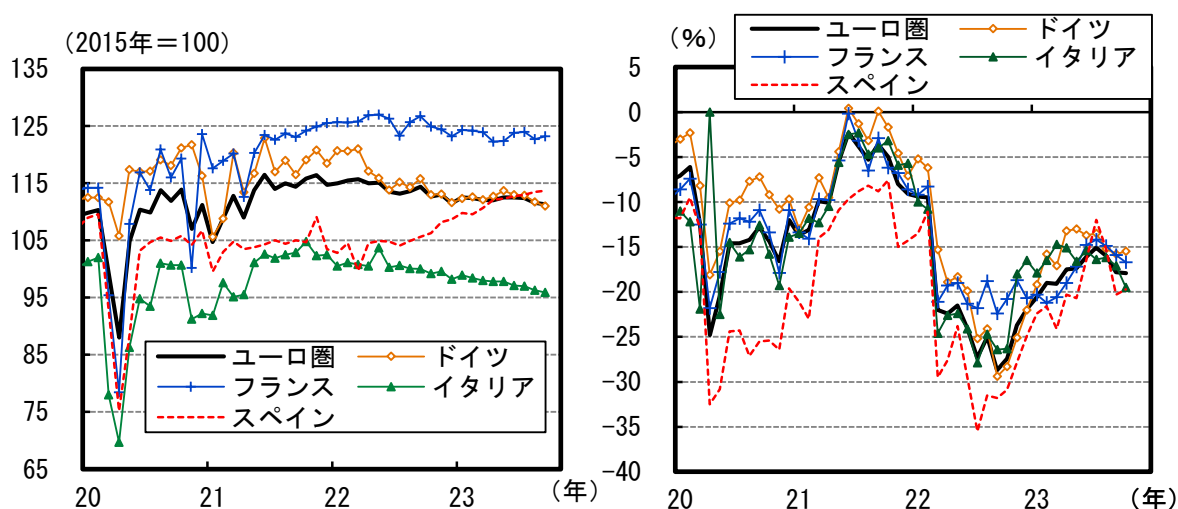 (2015年＝100)
135
125
115
105
95
85
75
65
ユーロ圏
ドイツ
フランス
イタリア
スペイン
20
21
22
23
(年)
(％)
ユーロ圏
ドイツ
フランス
イタリア
スペイン
5
0
-5
-10
-15
-20
-25
-30
-35
-40
20
21
22
23
(年)